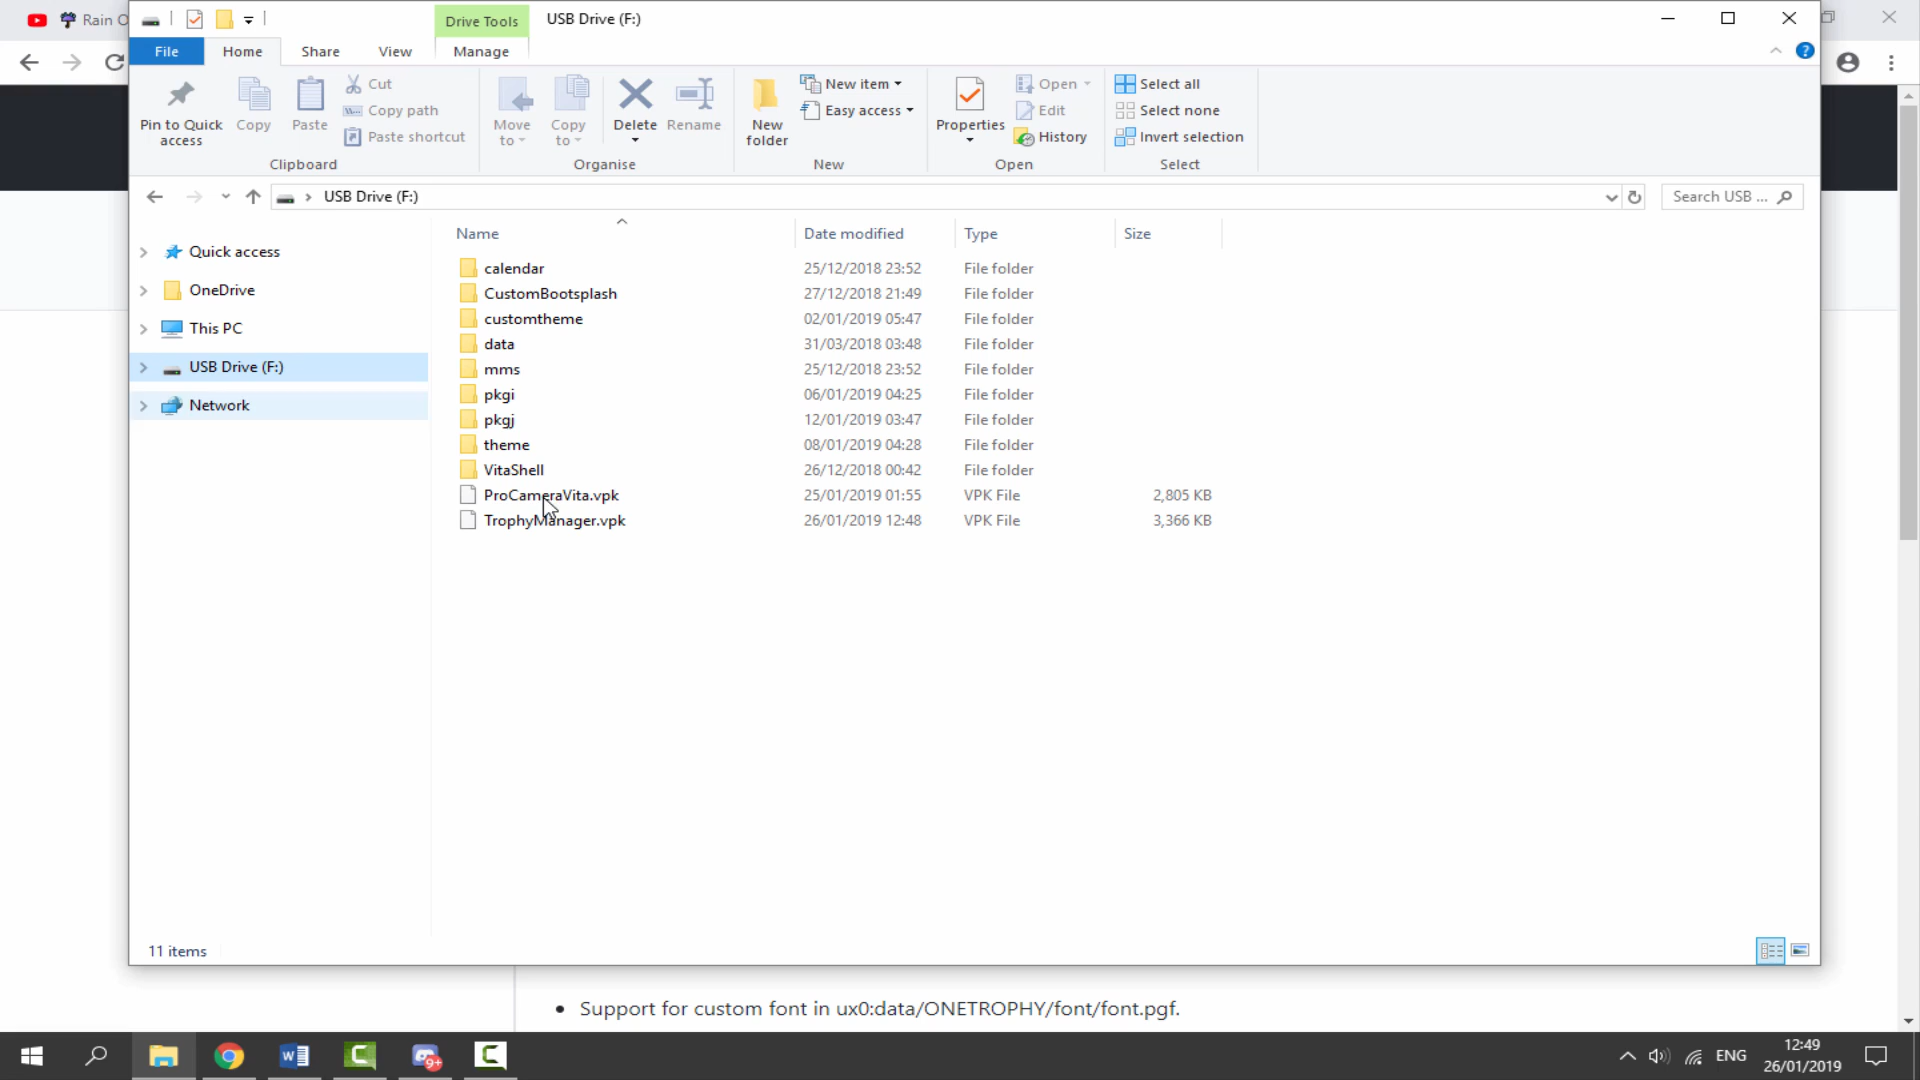 Rain O
Drive Tools
USB Drive (F:)
File
Home
Share
View
Manage
Pin to Quick access
Copy
Paste
Cut
Copy path
Paste shortcut
Clipboard
Move to
Copy to
Delete
Rename
Organise
New folder
New item
Easy access
New
Properties
Open
Edit
History
Open
Select all
Select none
Invert selection
Select
USB Drive (F:)
Search USB ...
Quick access
OneDrive
This PC
USB Drive (F:)
Network
Name Date modified Type Size
calendar 25/12/2018 23:52 File folder
CustomBootsplash 27/12/2018 21:49 File folder
customtheme 02/01/2019 05:47 File folder
data 31/03/2018 03:48 File folder
mms 25/12/2018 23:52 File folder
pkgi 06/01/2019 04:25 File folder
pkgj 12/01/2019 03:47 File folder
theme 08/01/2019 04:28 File folder
VitaShell 26/12/2018 00:42 File folder
ProCameraVita.vpk 25/01/2019 01:55 VPK File 2,805 KB
TrophyManager.vpk 26/01/2019 12:48 VPK File 3,366 KB
11 items
• Support for custom font in ux0:data/ONETROPHY/font/font.pgf.
9+
ENG
12:49
26/01/2019